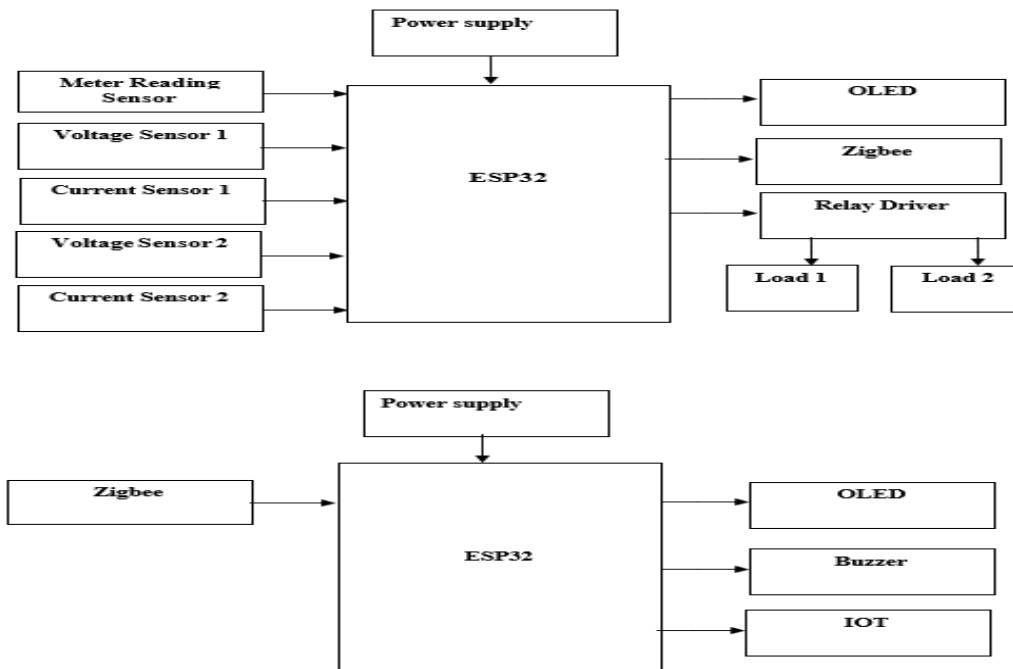 Power supply
Meter Reading
Sensor
Voltage Sensor 1
Current Sensor 1
Voltage Sensor 2
Current Sensor 2
ESP32
OLED
Zigbee
Relay Driver
Load 1
Load 2
Power supply
Zigbee
ESP32
OLED
Buzzer
IOT